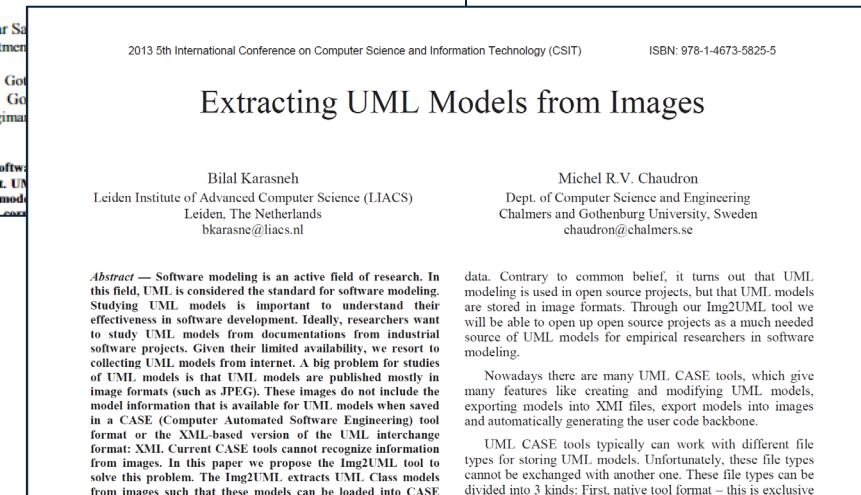 2013 5th International Conference on Computer Science and Information Technology (CSIT) ISBN: 978-1-4673-5825-5
Extracting UML Models from Images
Bilal Karasneh
Leiden Institute of Advanced Computer Science (LIACS)
Leiden, The Netherlands
bkarasne@liacs.nl
Michel R.V. Chaudron
Dept. of Computer Science and Engineering
Chalmers and Gothenburg University, Sweden
chaudron@chalmers.se
Abstract — Software modeling is an active field of research. In
this field, UML is considered the standard for software modeling.
Studying UML models is important to understand their
effectiveness in software development. Ideally, researchers want
to study UML models from documentations from industrial
software projects. Given their limited availability, we resort to
collecting UML models from internet. A big problem for studies
of UML models is that UML models are published mostly in
image formats (such as JPEG). These images do not include the
model information that is available for UML models when saved
in a CASE (Computer Automated Software Engineering) tool
format or the XML-based version of the UML interchange
format: XMI. Current CASE tools cannot recognize information
from images. In this paper we propose the Img2UML tool to
solve this problem. The Img2UML extracts UML Class models
from images such that these models can be loaded into CASE
data. Contrary to common belief, it turns out that UML
modeling is used in open source projects, but that UML models
are stored in image formats. Through our Img2UML tool we
will be able to open up open source projects as a much needed
source of UML models for empirical researchers in software
modeling.
Nowadays there are many UML CASE tools, which give
many features like creating and modifying UML models,
exporting models into XMI files, export models into images
and automatically generating the user code backbone.
UML CASE tools typically can work with different file
types for storing UML models. Unfortunately, these file types
cannot be exchanged with another one. These file types can be
divided into 3 kinds: First, native tool format – this is exclusive